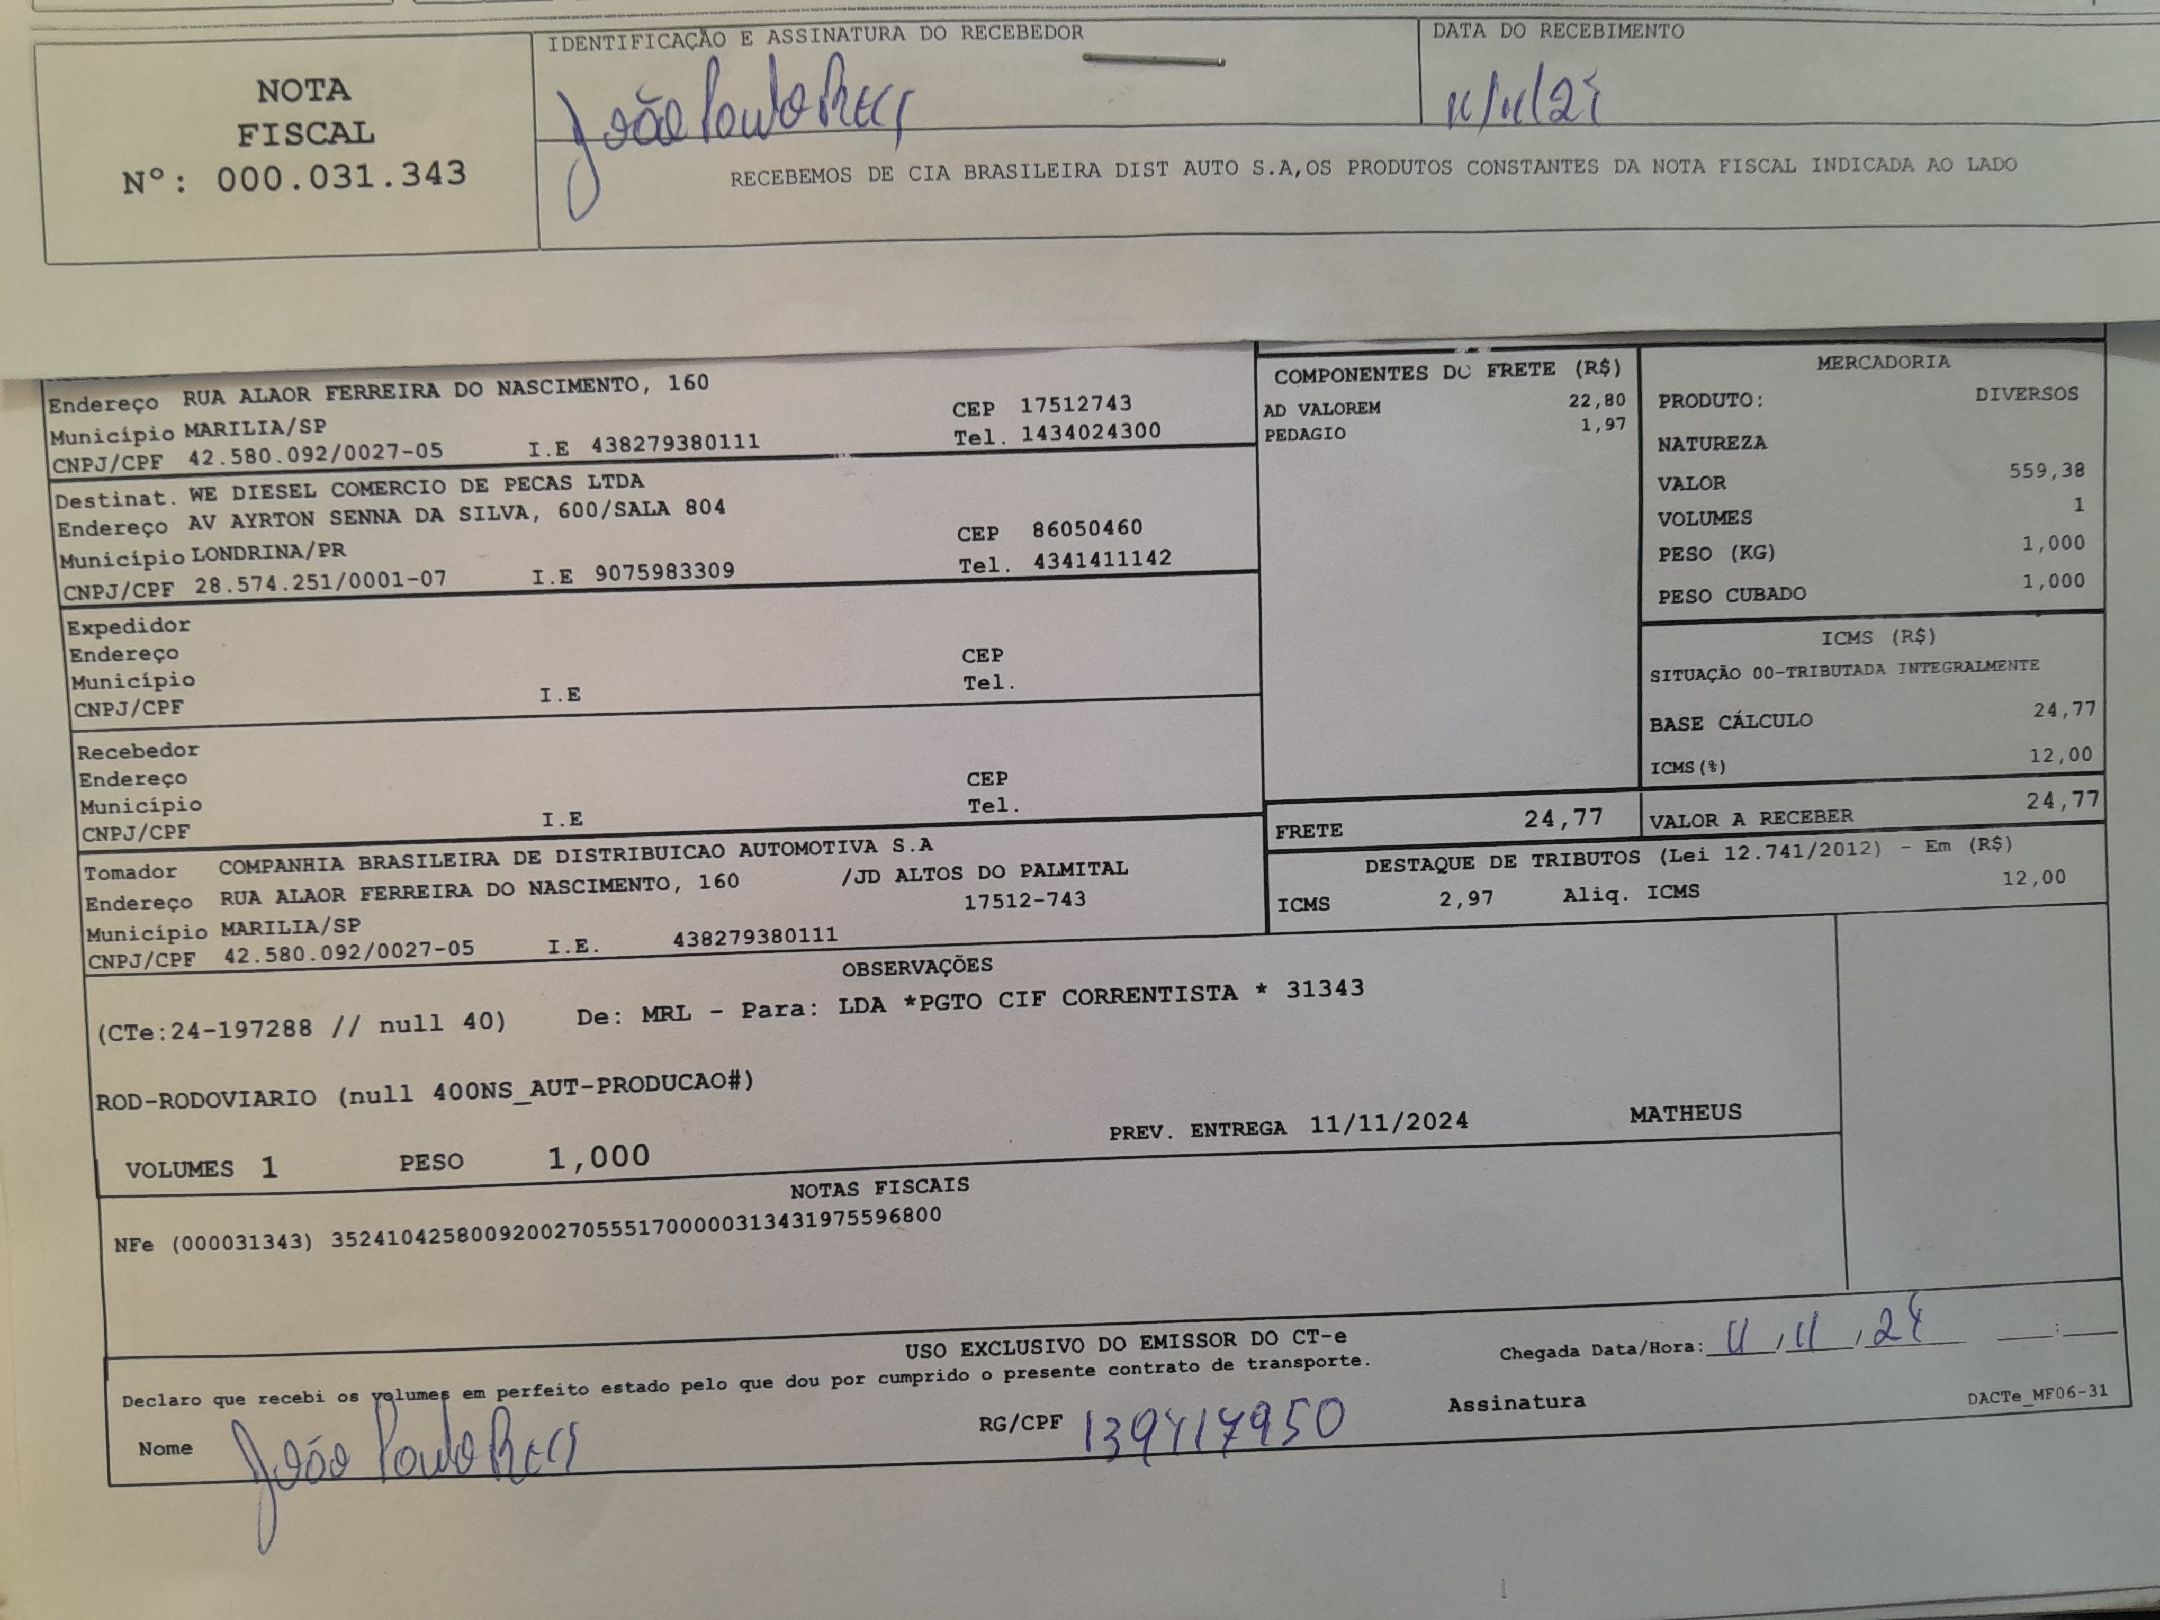 IDENTIFICAÇÃO E ASSINATURA DO RECEBEDOR
DATA DO RECEBIMENTO
NOTA
FISCAL
Nº: 000.031.343
João Paulo
11/11/24
RECEBEMOS DE CIA BRASILEIRA DIST AUTO S.A,OS PRODUTOS CONSTANTES DA NOTA FISCAL INDICADA AO LADO
Endereço RUA ALAOR FERREIRA DO NASCIMENTO, 160
CEP 17512743
Município MARILIA/SP
Tel. 1434024300
CNPJ/CPF 42.580.092/0027-05 I.E 438279380111
Destinat. WE DIESEL COMERCIO DE PECAS LTDA
Endereço AV AYRTON SENNA DA SILVA, 600/SALA 804
CEP 86050460
Município LONDRINA/PR
Tel. 4341411142
CNPJ/CPF 28.574.251/0001-07 I.E 9075983309
Expedidor
Endereço
CEP
Município
Tel.
CNPJ/CPF I.E
Recebedor
Endereço
CEP
Município
Tel.
CNPJ/CPF I.E
Tomador COMPANHIA BRASILEIRA DE DISTRIBUICAO AUTOMOTIVA S.A
Endereço RUA ALAOR FERREIRA DO NASCIMENTO, 160 /JD ALTOS DO PALMITAL
Município MARILIA/SP 17512-743
CNPJ/CPF 42.580.092/0027-05 I.E. 438279380111
COMPONENTES DO FRETE (R$)
AD VALOREM 22,80
PEDAGIO 1,97
MERCADORIA
PRODUTO: DIVERSOS
NATUREZA
VALOR 559,38
VOLUMES 1
PESO (KG) 1,000
PESO CUBADO 1,000
ICMS (R$)
SITUAÇÃO 00-TRIBUTADA INTEGRALMENTE
BASE CÁLCULO 24,77
ICMS(%) 12,00
FRETE 24,77
VALOR A RECEBER 24,77
DESTAQUE DE TRIBUTOS (Lei 12.741/2012) - Em (R$)
ICMS 2,97 Aliq. ICMS 12,00
OBSERVAÇÕES
(CTe:24-197288 // null 40) De: MRL - Para: LDA *PGTO CIF CORRENTISTA * 31343
ROD-RODOVIARIO (null 400NS_AUT-PRODUCAO#)
VOLUMES 1 PESO 1,000 PREV. ENTREGA 11/11/2024 MATHEUS
NOTAS FISCAIS
NFe (000031343) 35241042580092002705551700000313431975596800
USO EXCLUSIVO DO EMISSOR DO CT-e
Declaro que recebi os volumes em perfeito estado pelo que dou por cumprido o presente contrato de transporte.
Chegada Data/Hora: 11/11/24 __:__
Nome João Paulo
RG/CPF 139417950
Assinatura
DACTe_MF06-31